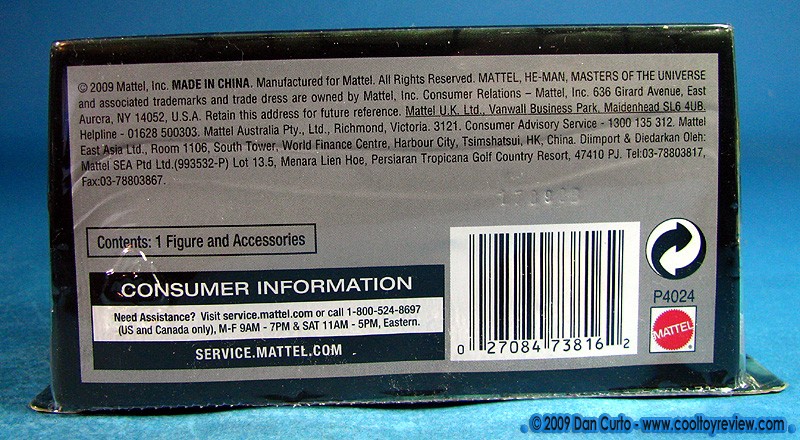 © 2009 Mattel, Inc. MADE IN CHINA. Manufactured for Mattel. All Rights Reserved. MATTEL, HE-MAN, MASTERS OF THE UNIVERSE
and associated trademarks and trade dress are owned by Mattel, Inc. Consumer Relations – Mattel, Inc. 636 Girard Avenue, East
Aurora, NY 14052, U.S.A. Retain this address for future reference. Mattel U.K. Ltd., Vanwall Business Park, Maidenhead SL6 4UB.
Helpline - 01628 500303. Mattel Australia Pty., Ltd., Richmond, Victoria. 3121. Consumer Advisory Service - 1300 135 312. Mattel
East Asia Ltd., Room 1106, South Tower, World Finance Centre, Harbour City, Tsimshatsui, HK, China. Diimport & Diedarkan Oleh:
Mattel SEA Ptd Ltd.(993532-P) Lot 13.5, Menara Lien Hoe, Persiaran Tropicana Golf Country Resort, 47410 PJ. Tel:03-78803817,
Fax:03-78803867.
Contents: 1 Figure and Accessories
CONSUMER INFORMATION
Need Assistance? Visit service.mattel.com or call 1-800-524-8697
(US and Canada only), M-F 9AM - 7PM & SAT 11AM - 5PM, Eastern.
SERVICE.MATTEL.COM
0 27084 73816 2
P4024
MATTEL
®
© 2009 Dan Curto - www.cooltoyreview.com